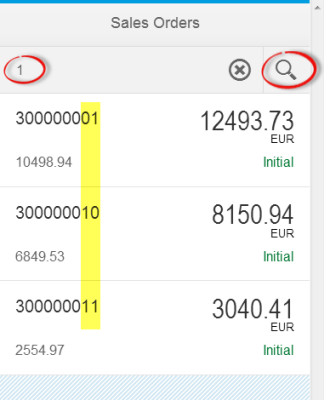 Sales Orders
1
300000001 12493.73
EUR
10498.94 Initial
300000010 8150.94
EUR
6849.53 Initial
300000011 3040.41
EUR
2554.97 Initial